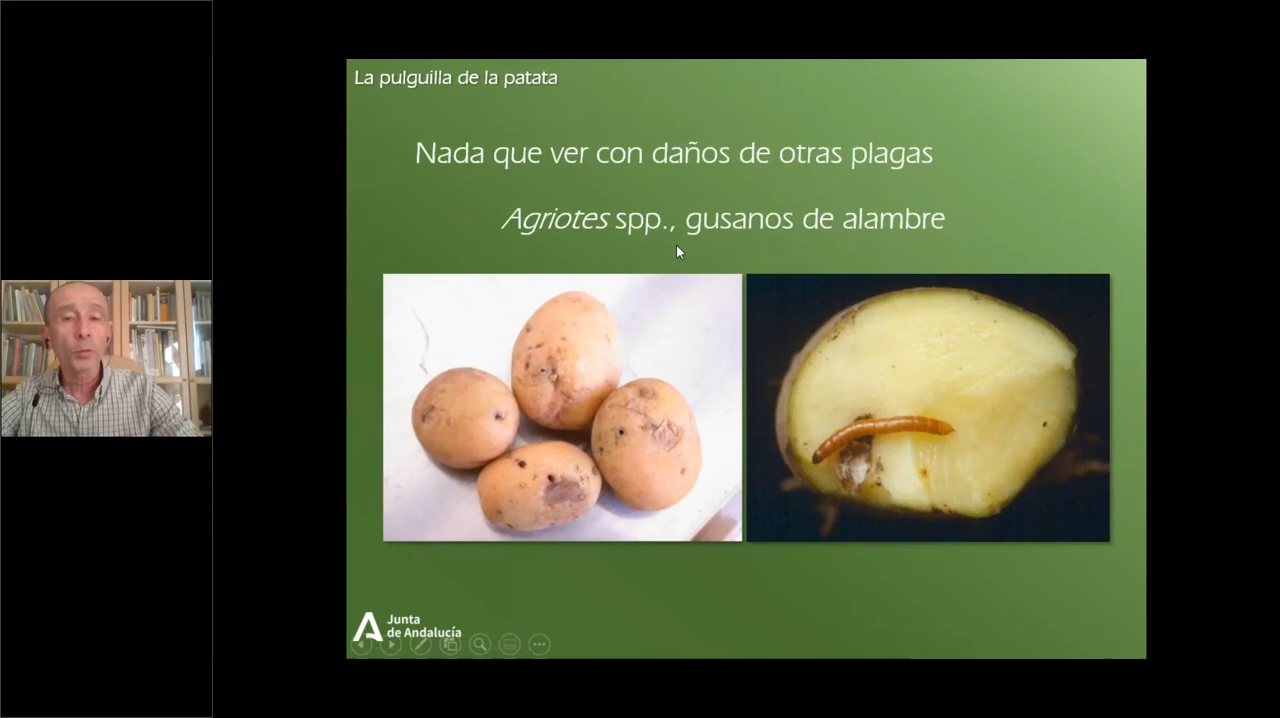 La pulguilla de la patata
Nada que ver con daños de otras plagas
Agriotes spp., gusanos de alambre
Junta
de Andalucía